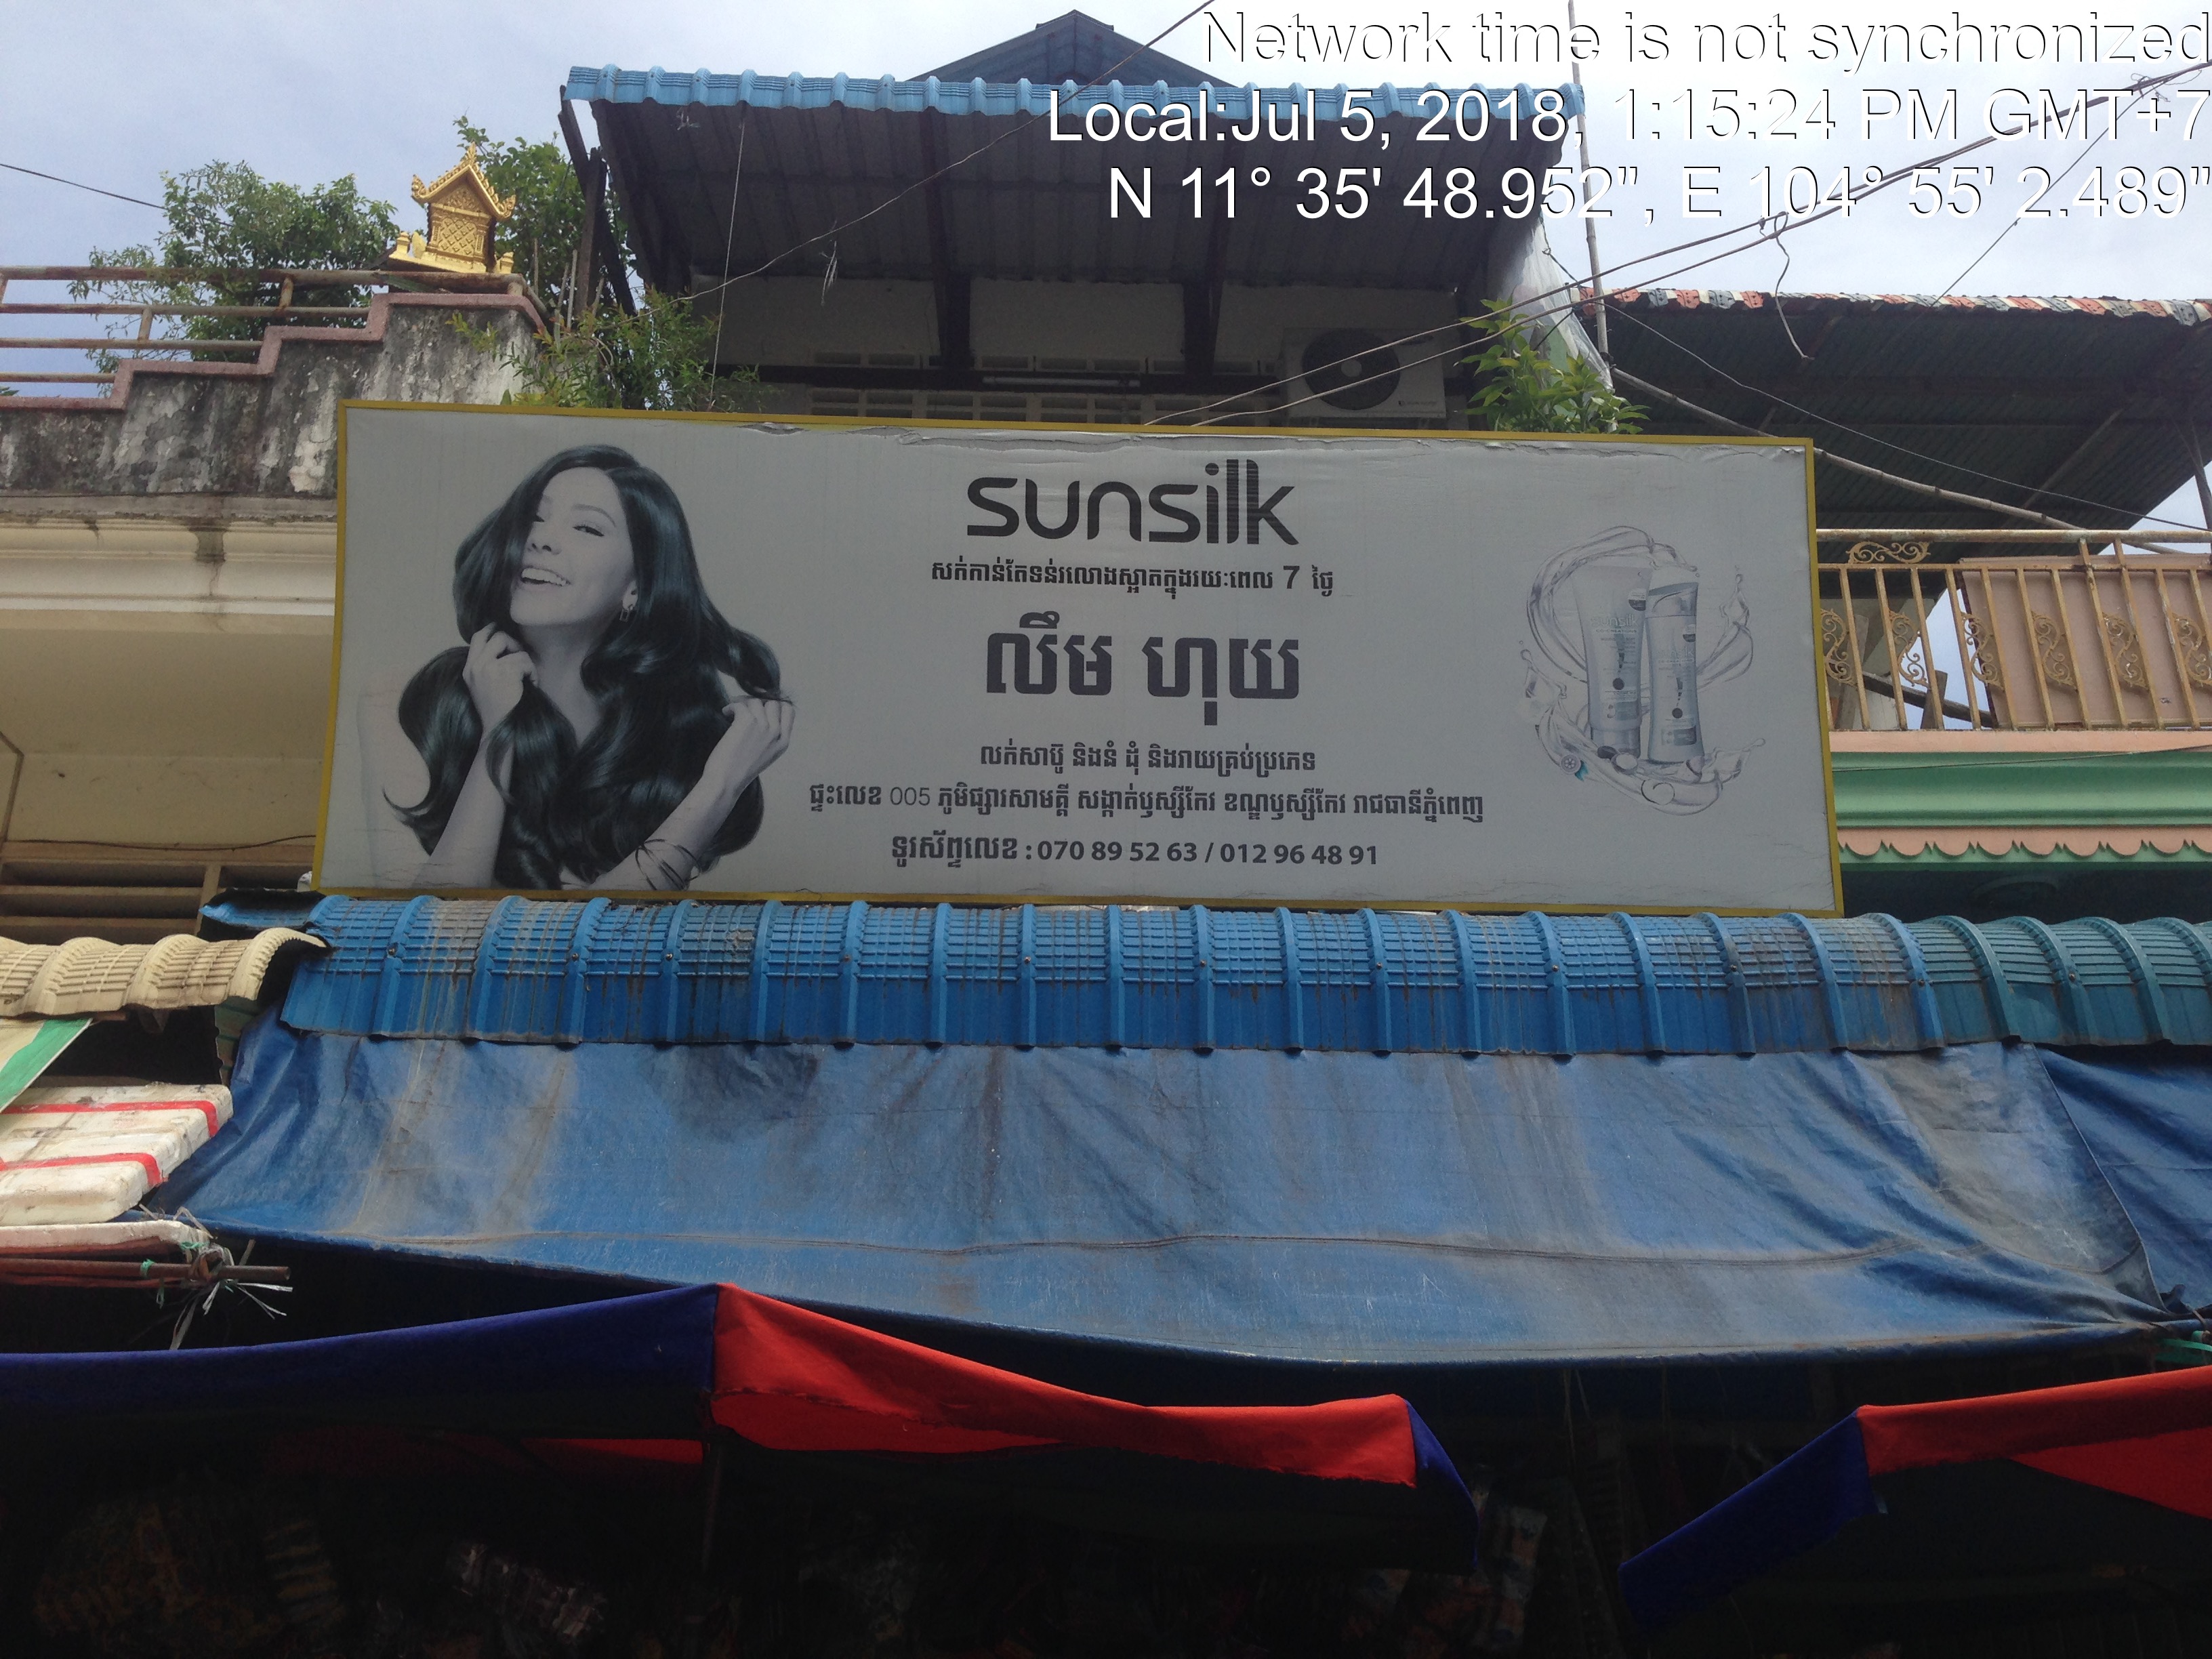 Network time is not synchronized
Local:Jul 5, 2018, 1:15:24 PM GMT+7
N 11° 35' 48.952", E 104° 55' 2.489"
sunsilk
សក់កាន់តែទន់រលោងស្អាតក្នុងរយៈពេល 7 ថ្ងៃ
លឹម ហុយ
លក់សាប៊ូ និងនំ ដុំ និងរាយគ្រប់ប្រភេទ
ផ្ទះលេខ 005 ភូមិផ្សារសាមគ្គី សង្កាត់ឫស្សីកែវ ខណ្ឌឫស្សីកែវ រាជធានីភ្នំពេញ
ទូរស័ព្ទលេខ : 070 89 52 63 / 012 96 48 91
sunsilk